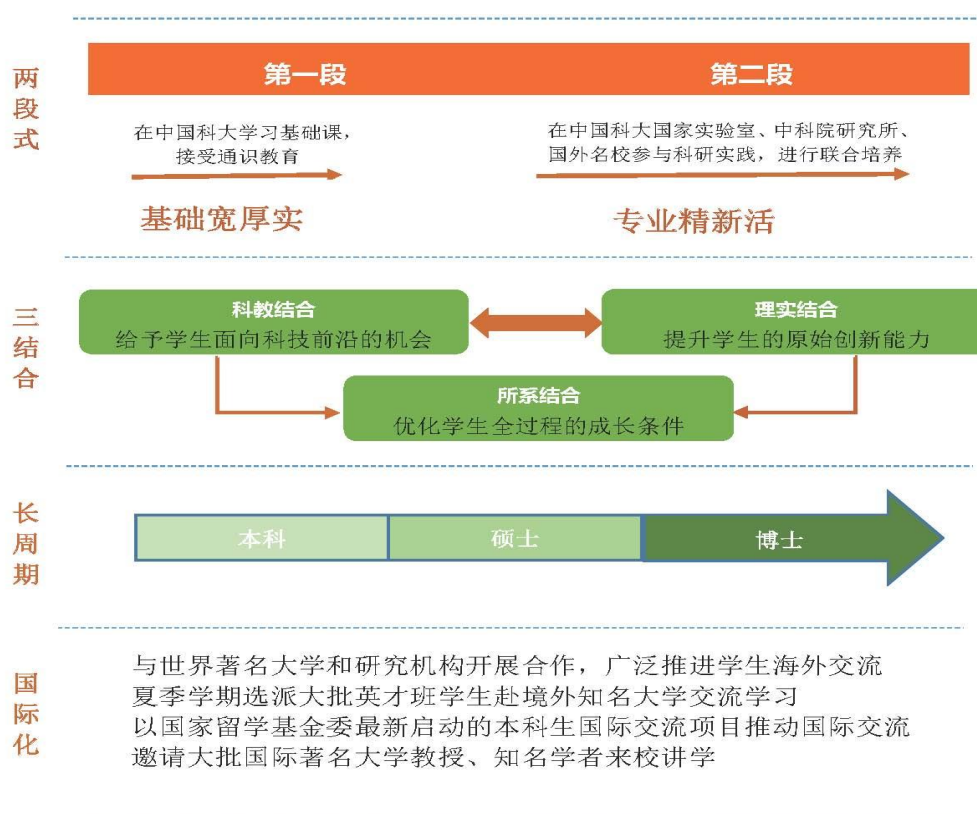 两段式
第一段
第二段
在中国科大学习基础课，
接受通识教育
在中国科大国家实验室、中科院研究所、
国外名校参与科研实践，进行联合培养
基础宽厚实
专业精新活
三结合
科教结合
给予学生面向科技前沿的机会
理实结合
提升学生的原始创新能力
所系结合
优化学生全过程的成长条件
长周期
本科
硕士
博士
国际化
与世界著名大学和研究机构开展合作，广泛推进学生海外交流
夏季学期选派大批英才班学生赴境外知名大学交流学习
以国家留学基金委最新启动的本科生国际交流项目推动国际交流
邀请大批国际著名大学教授、知名学者来校讲学